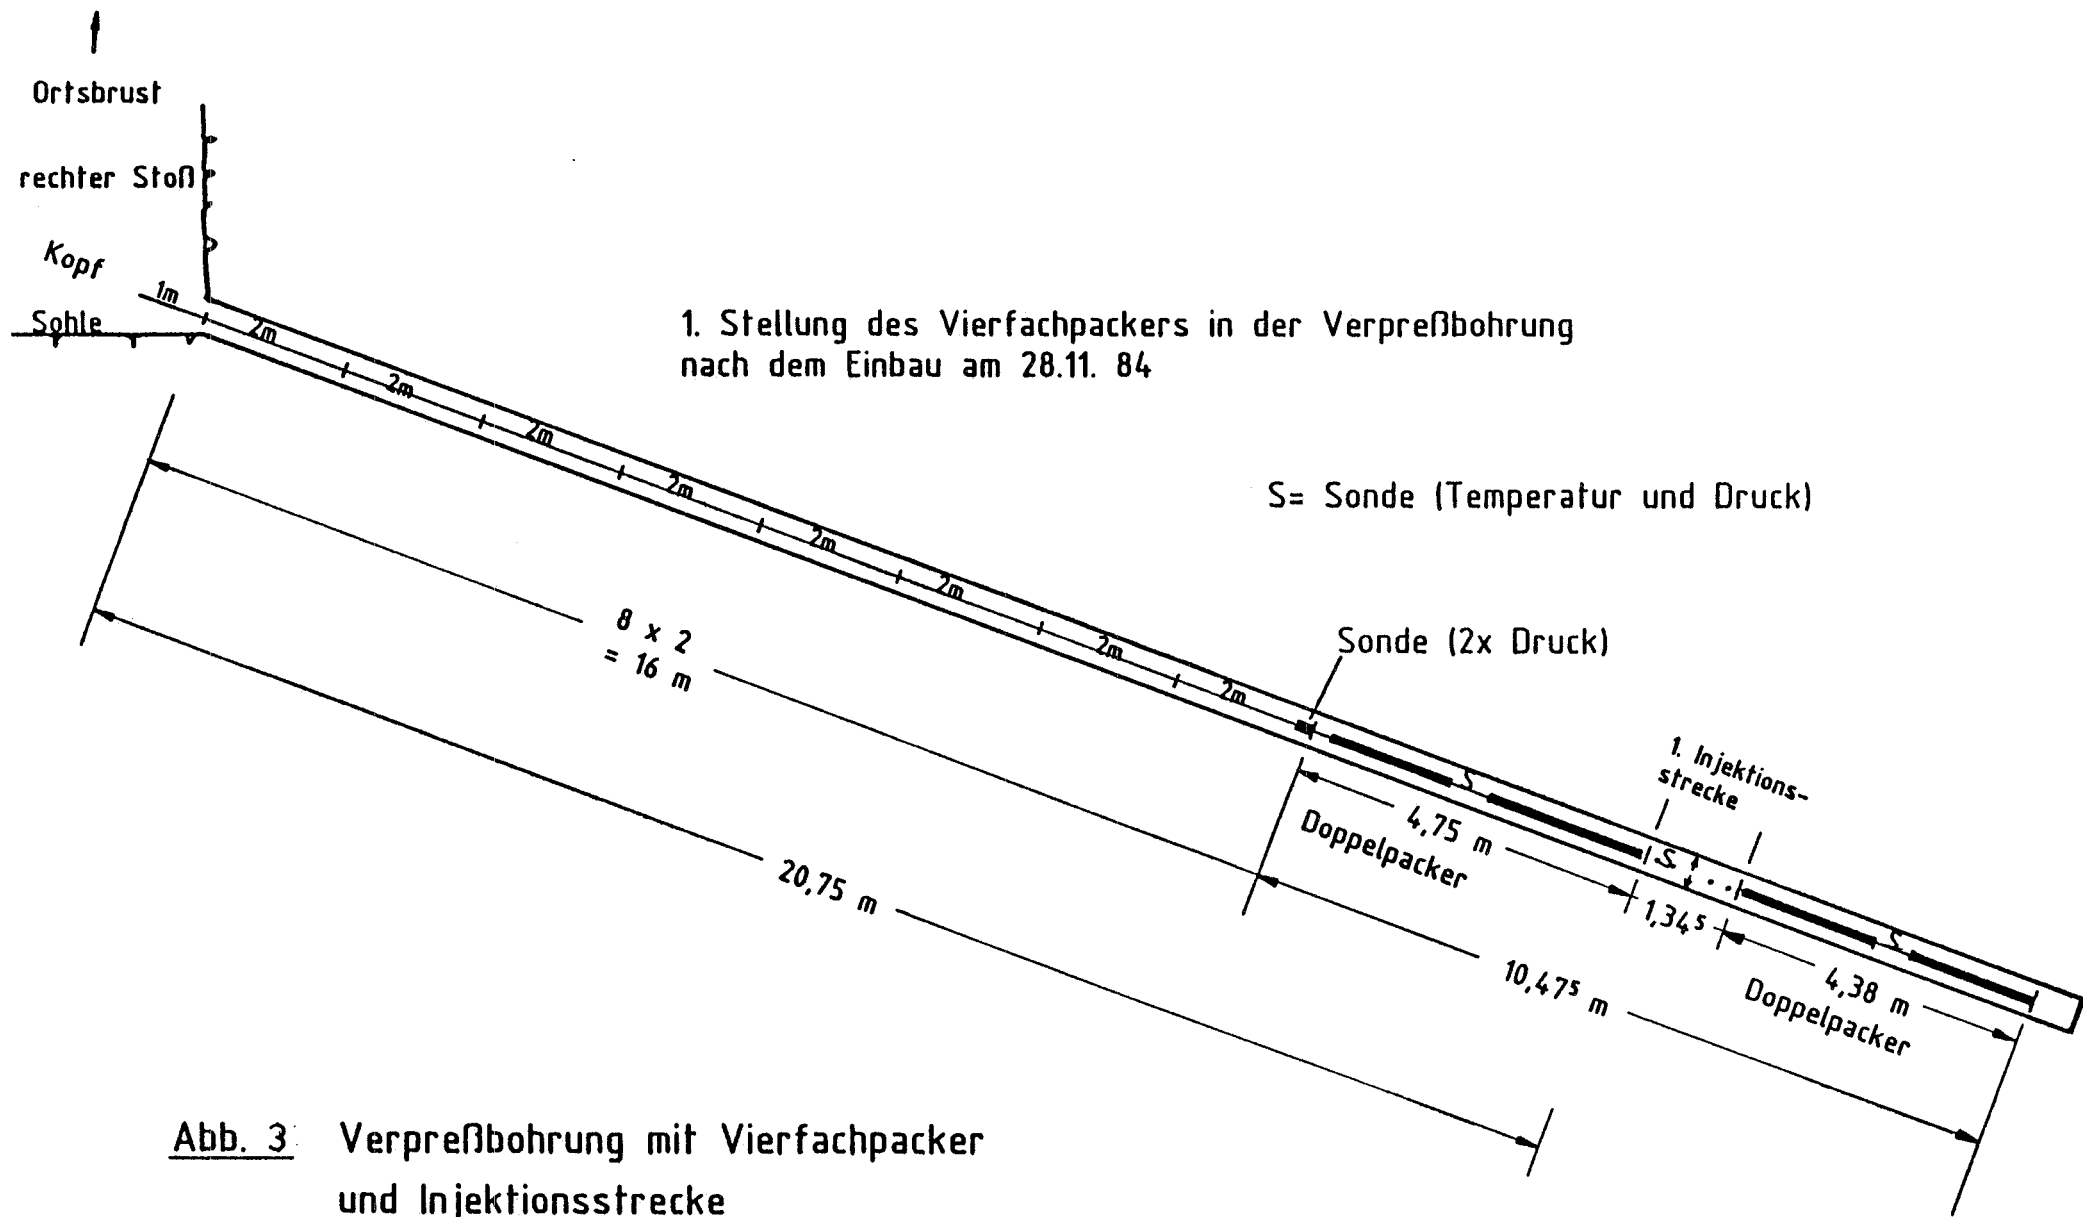 Ortsbrust
rechter Stoß
Kopf
1m
Sohle
2m
2m
2m
2m
2m
2m
2m
2m
1. Stellung des Vierfachpackers in der Verpreßbohrung
nach dem Einbau am 28.11. 84
S= Sonde (Temperatur und Druck)
Sonde (2x Druck)
8 x 2
= 16 m
20,75 m
S
1. Injektions-
strecke
S
S
4,75 m
Doppelpacker
1,34⁵
4,38 m
Doppelpacker
10,47⁵ m
Abb. 3 Verpreßbohrung mit Vierfachpacker
und Injektionsstrecke